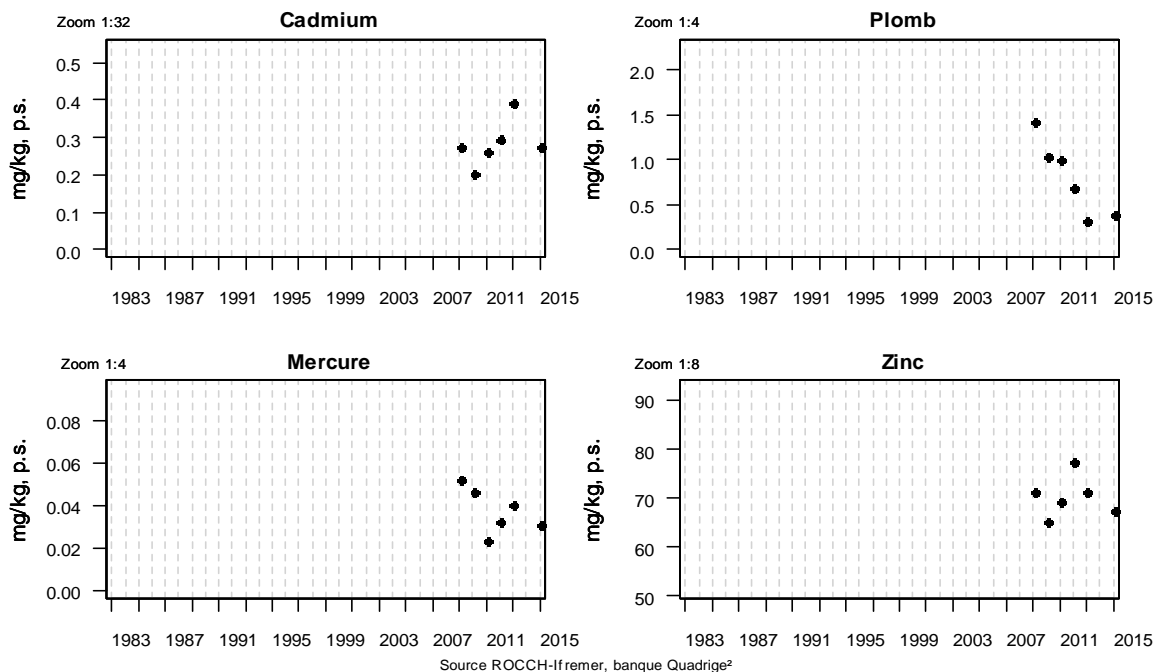 Zoom 1:32
Cadmium
mg/kg, p.s.
0.5
0.4
0.3
0.2
0.1
0.0
1983 1987 1991 1995 1999 2003 2007 2011 2015
Zoom 1:4
Plomb
mg/kg, p.s.
2.0
1.5
1.0
0.5
0.0
1983 1987 1991 1995 1999 2003 2007 2011 2015
Zoom 1:4
Mercure
mg/kg, p.s.
0.08
0.06
0.04
0.02
0.00
1983 1987 1991 1995 1999 2003 2007 2011 2015
Zoom 1:8
Zinc
mg/kg, p.s.
90
80
70
60
50
1983 1987 1991 1995 1999 2003 2007 2011 2015
Source ROCCH-Ifremer, banque Quadrige²